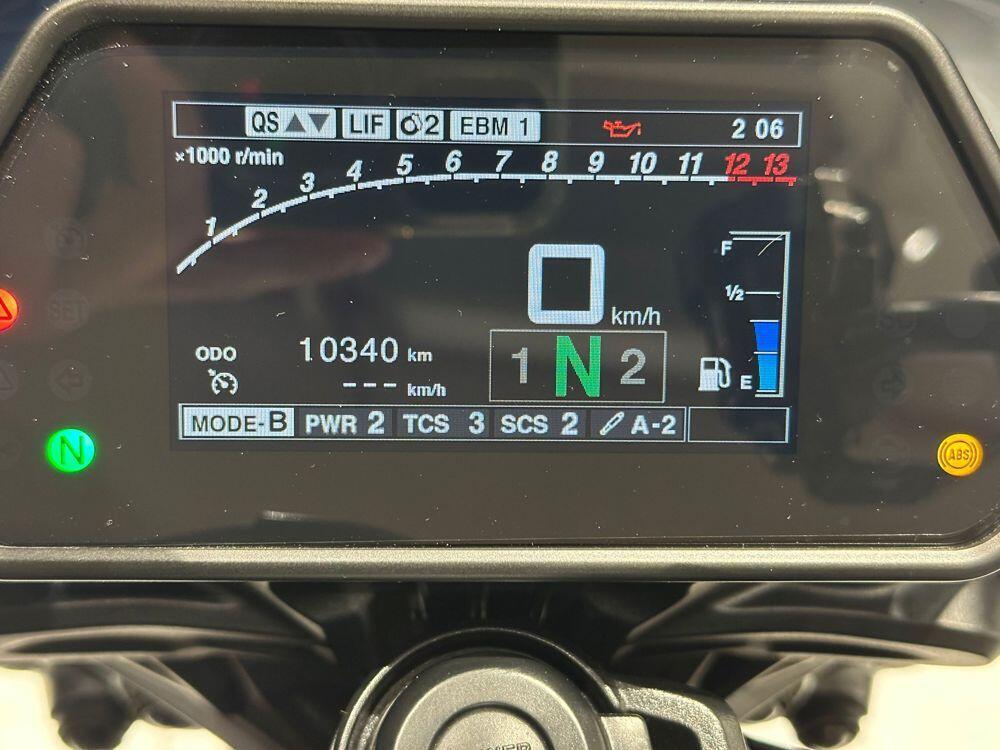 QS LIF 2 EBM 1 2 06
×1000 r/min
1 2 3 4 5 6 7 8 9 10 11 12 13
F
0 km/h
1/2
SET
ODO 10340 km
1 N 2
--- km/h
E
MODE-B PWR 2 TCS 3 SCS 2 A-2
N
ABS